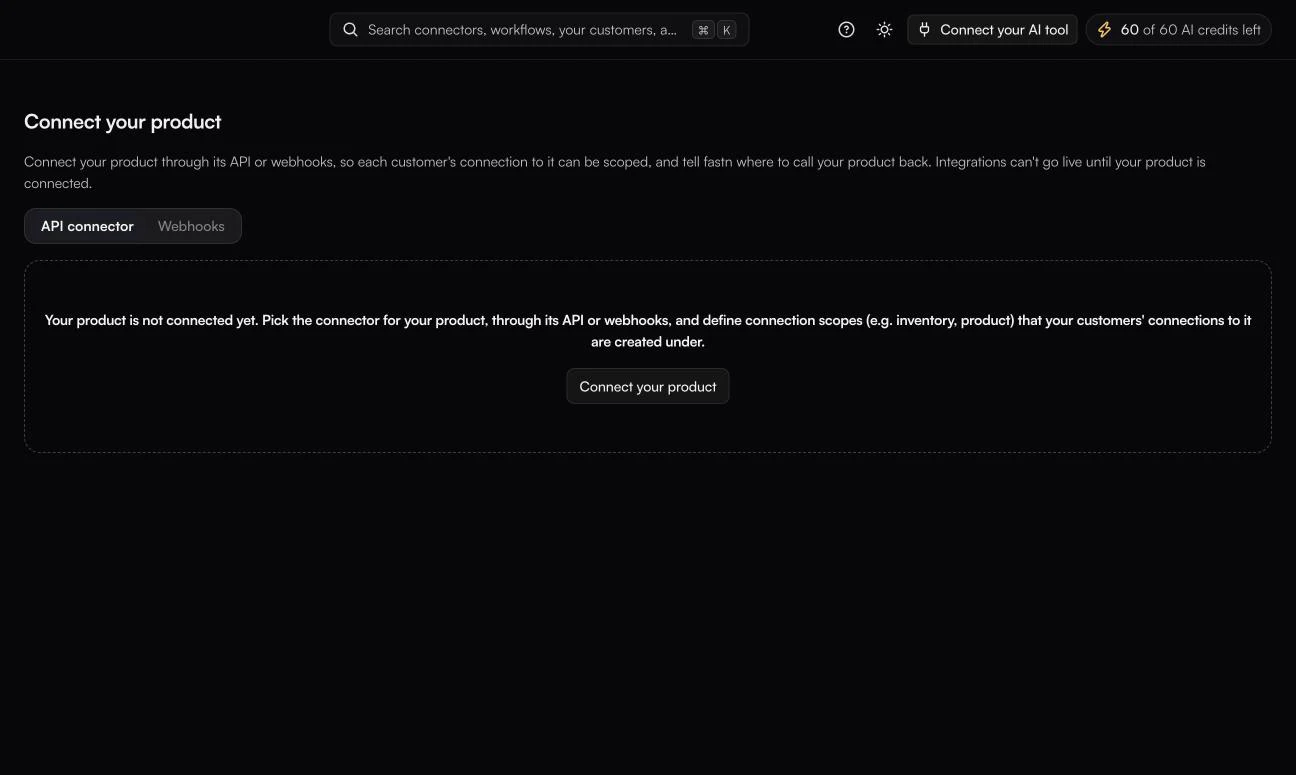 Search connectors, workflows, your customers, a... ⌘ K
Connect your AI tool
60 of 60 AI credits left
Connect your product
Connect your product through its API or webhooks, so each customer's connection to it can be scoped, and tell fastn where to call your product back. Integrations can't go live until your product is
connected.
API connector Webhooks
Your product is not connected yet. Pick the connector for your product, through its API or webhooks, and define connection scopes (e.g. inventory, product) that your customers' connections to it
are created under.
Connect your product